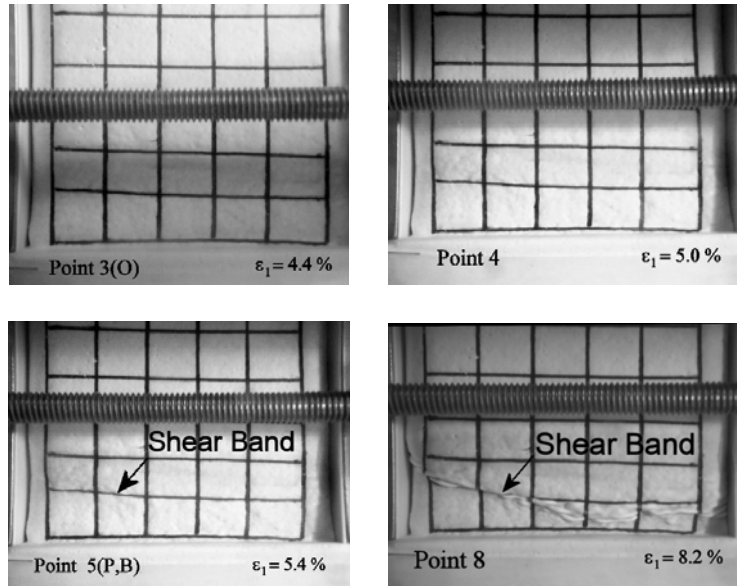 Point 3(O)
ε₁ = 4.4 %
Point 4
ε₁ = 5.0 %
Shear Band
Point 5(P,B)
ε₁ = 5.4 %
Shear Band
Point 8
ε₁ = 8.2 %